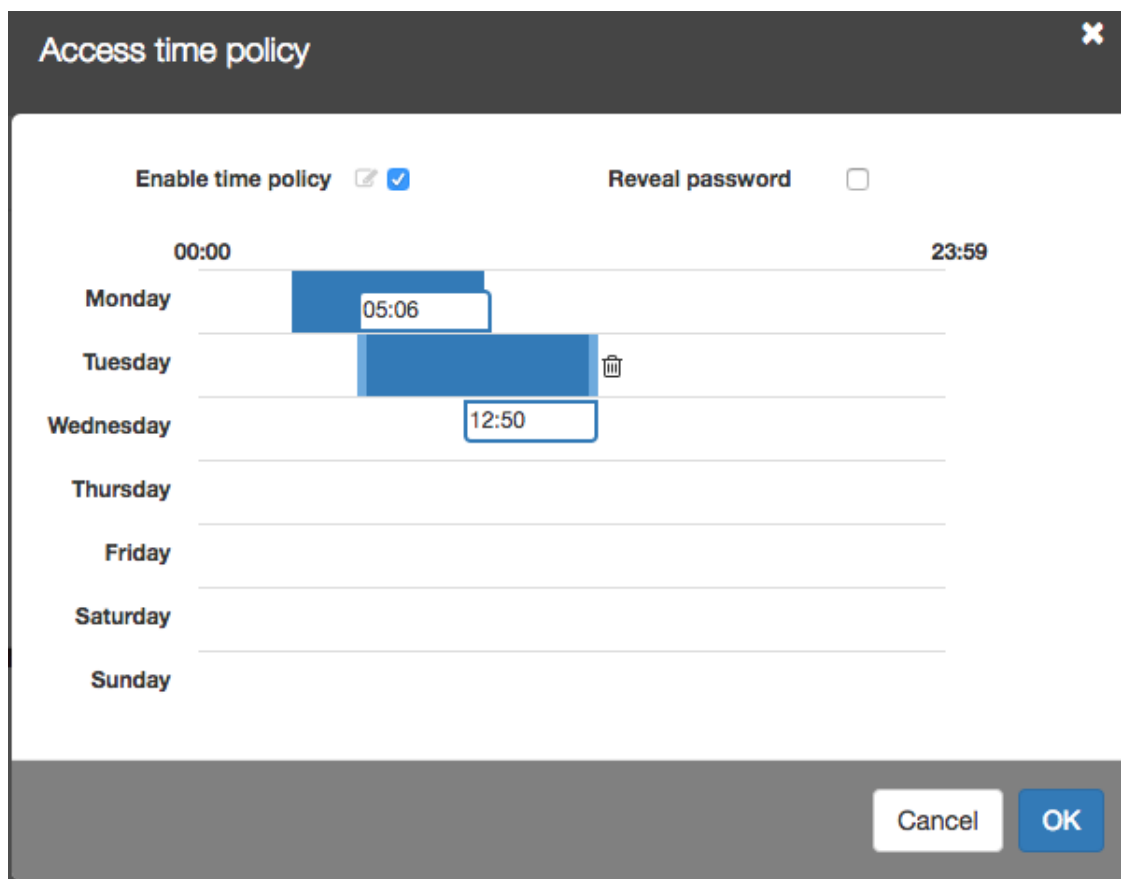 Access time policy
Enable time policy Reveal password
00:00 23:59
Monday
05:06
Tuesday
Wednesday
12:50
Thursday
Friday
Saturday
Sunday
Cancel OK